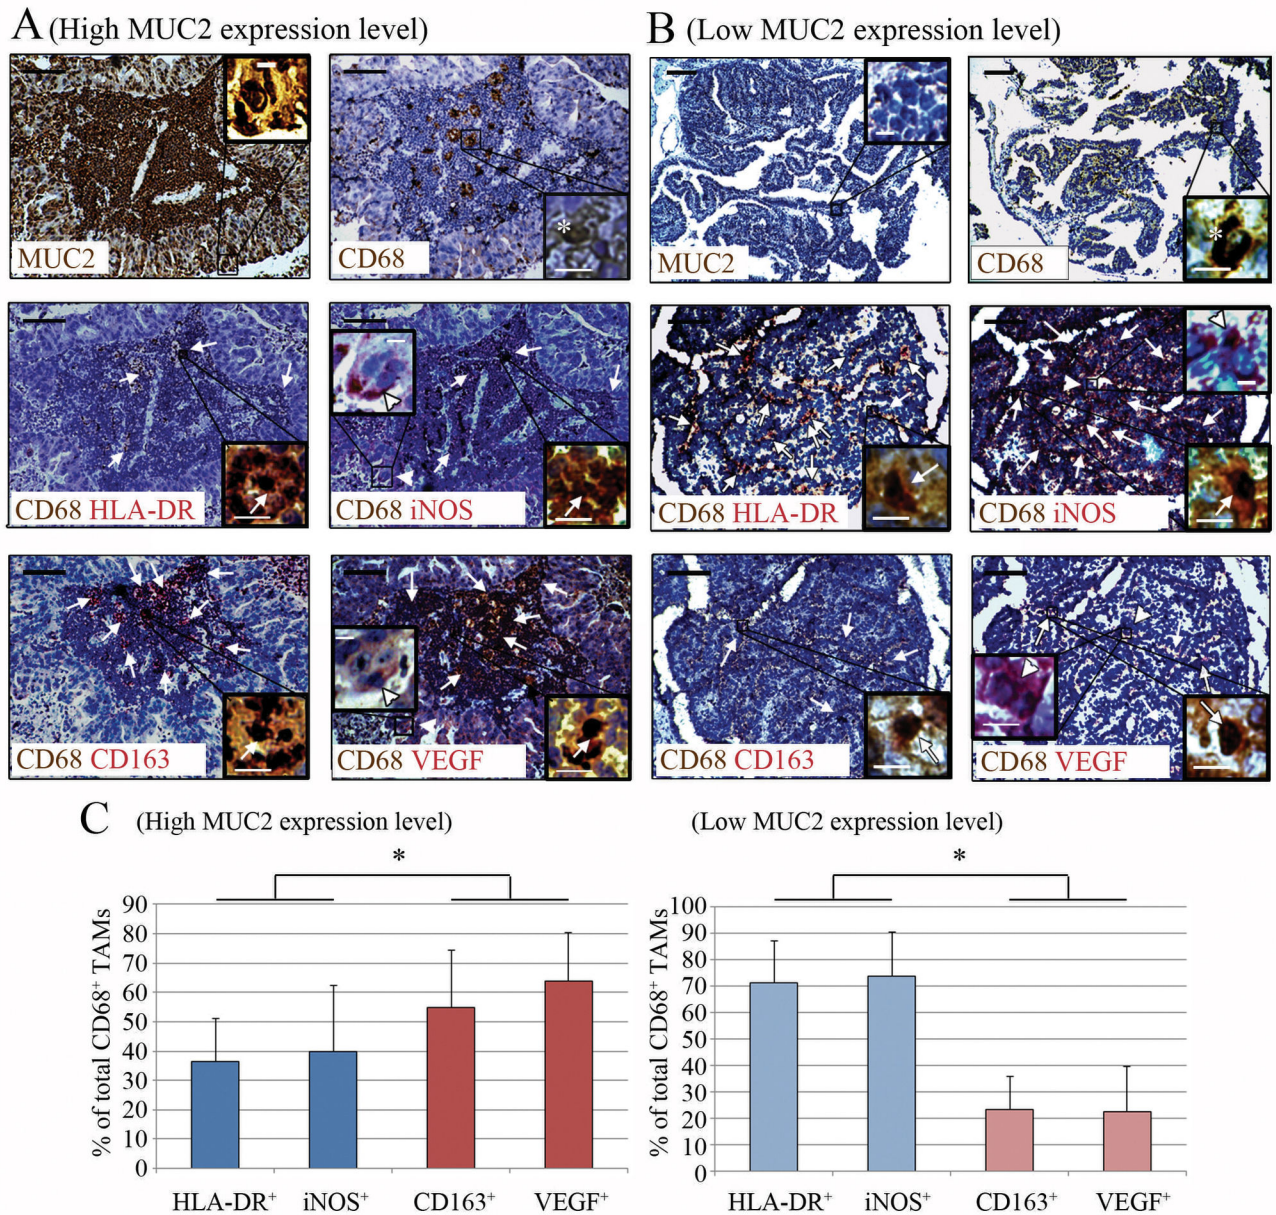 A (High MUC2 expression level)
B (Low MUC2 expression level)
MUC2
*
CD68
MUC2
*
CD68
CD68 HLA-DR
CD68 iNOS
CD68 HLA-DR
CD68 iNOS
CD68 CD163
CD68 VEGF
CD68 CD163
CD68 VEGF
C (High MUC2 expression level)
*
% of total CD68⁺ TAMs
90
80
70
60
50
40
30
20
10
0
HLA-DR⁺ iNOS⁺ CD163⁺ VEGF⁺
(Low MUC2 expression level)
*
% of total CD68⁺ TAMs
100
90
80
70
60
50
40
30
20
10
0
HLA-DR⁺ iNOS⁺ CD163⁺ VEGF⁺